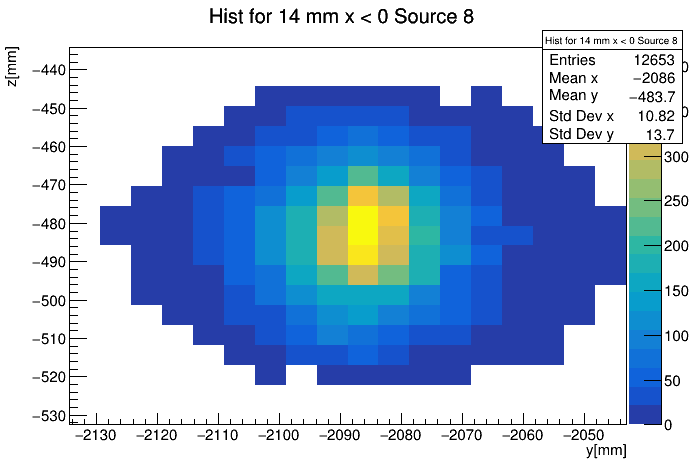 Hist for 14 mm x < 0 Source 8
Hist for 14 mm x < 0 Source 8
Entries 12653
Mean x −2086
Mean y −483.7
Std Dev x 10.82
Std Dev y 13.7
z[mm]
−440
−450
−460
−470
−480
−490
−500
−510
−520
−530
300
250
200
150
100
50
0
−2130 −2120 −2110 −2100 −2090 −2080 −2070 −2060 −2050
y[mm]